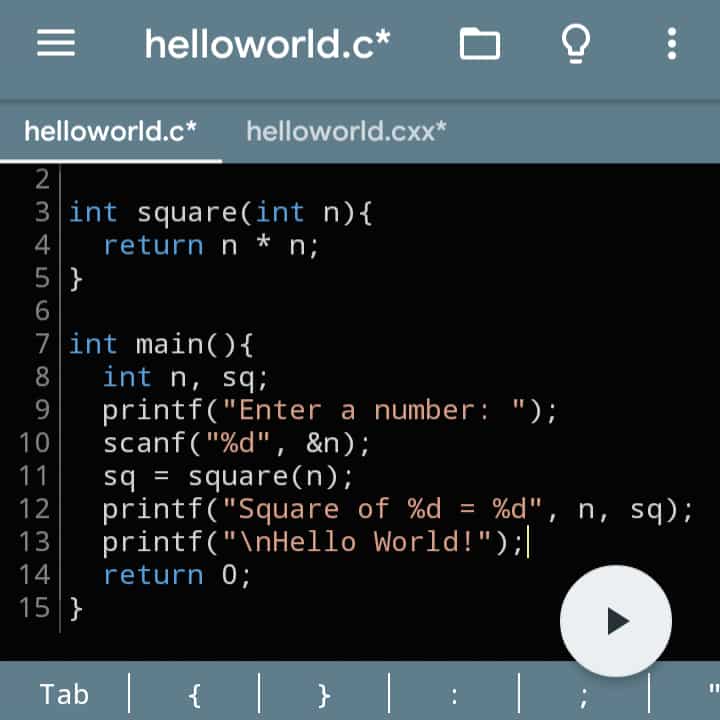 helloworld.c*
helloworld.c* helloworld.cxx*
2
3 int square(int n){
4   return n * n;
5 }
6
7 int main(){
8   int n, sq;
9   printf("Enter a number: ");
10   scanf("%d", &n);
11   sq = square(n);
12   printf("Square of %d = %d", n, sq);
13   printf("\nHello World!");
14   return 0;
15 }
Tab { } : ; "